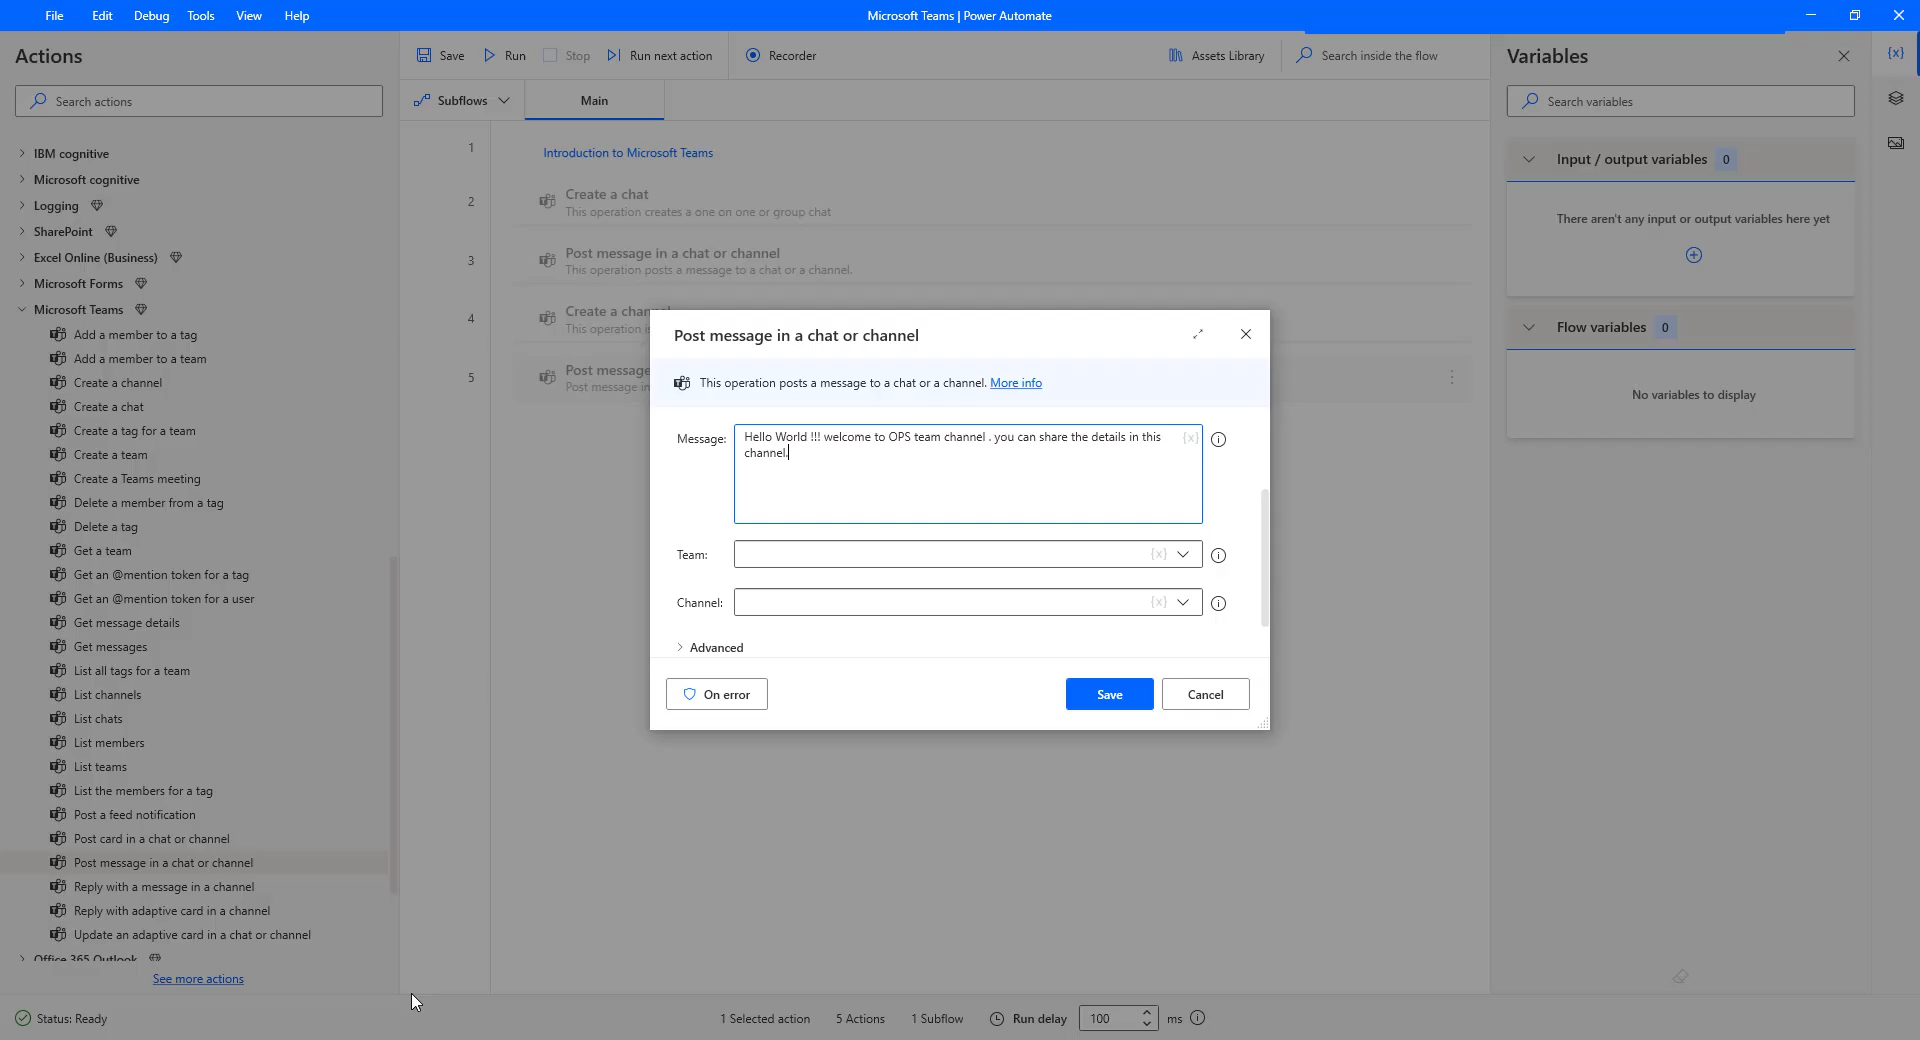 File Edit Debug Tools View Help
Microsoft Teams | Power Automate
Actions
Search actions
IBM cognitive
Microsoft cognitive
Logging
SharePoint
Excel Online (Business)
Microsoft Forms
Microsoft Teams
Add a member to a tag
Add a member to a team
Create a channel
Create a chat
Create a tag for a team
Create a team
Create a Teams meeting
Delete a member from a tag
Delete a tag
Get a team
Get an @mention token for a tag
Get an @mention token for a user
Get message details
Get messages
List all tags for a team
List channels
List chats
List members
List teams
List the members for a tag
Post a feed notification
Post card in a chat or channel
Post message in a chat or channel
Reply with a message in a channel
Reply with adaptive card in a channel
Update an adaptive card in a chat or channel
Office 365 Outlook
See more actions
Save Run Stop Run next action Recorder Assets Library Search inside the flow
Subflows Main
1 Introduction to Microsoft Teams
2 Create a chat
This operation creates a one on one or group chat
3 Post message in a chat or channel
This operation posts a message to a chat or a channel.
4 Create a chann
This operation i
5 Post message
Post message in
Post message in a chat or channel
This operation posts a message to a chat or a channel. More info
Message: Hello World !!! welcome to OPS team channel . you can share the details in this {x}
channel.
Team: {x}
Channel: {x}
Advanced
On error Save Cancel
Variables {x}
Search variables
Input / output variables 0
There aren't any input or output variables here yet
Flow variables 0
No variables to display
Status: Ready 1 Selected action 5 Actions 1 Subflow Run delay 100 ms